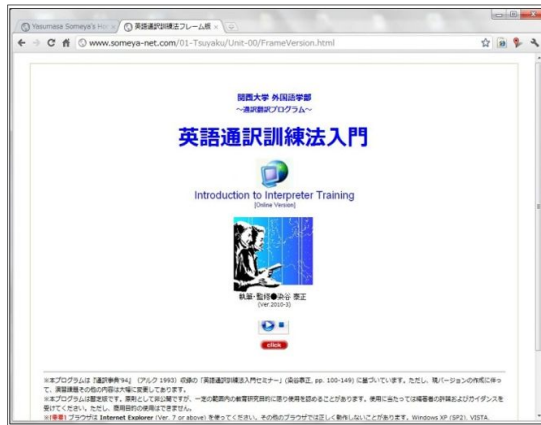 Yasumasa Someya's Ho
英語通訳訓練法フレーム版
www.someya-net.com/01-Tsuyaku/Unit-00/FrameVersion.html
関西大学 外国語学部
～通訳翻訳プログラム～
英語通訳訓練法入門
Introduction to Interpreter Training
[Online Version]
執筆・監修●染谷 泰正
(Ver 2010-3)
click
※本プログラムは『通訳事典'94』（アルク 1993）収録の「英語通訳訓練法入門セミナー」（染谷泰正, pp. 100-149）に基づいています。ただし、現バージョンの作成に伴っ
て、演習課題その他の内容は大幅に変更してあります。
※本プログラムは暫定版です。原則として非公開ですが、一定の範囲内の教育研究目的に限り使用を認めることがあります。使用に当たっては編著者の許諾およびガイダンスを
受けてください。ただし、商用目的の使用はできません。
※[重要] ブラウザは Internet Explorer (Ver. 7 or above) を使ってください。その他のブラウザでは正しく動作しないことがあります。Windows XP (SP2), VISTA,